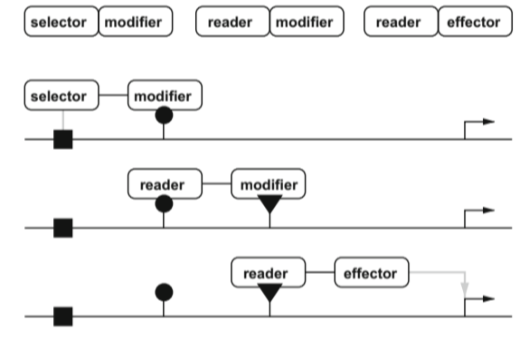 selector modifier reader modifier reader effector
selector modifier
reader modifier
reader effector